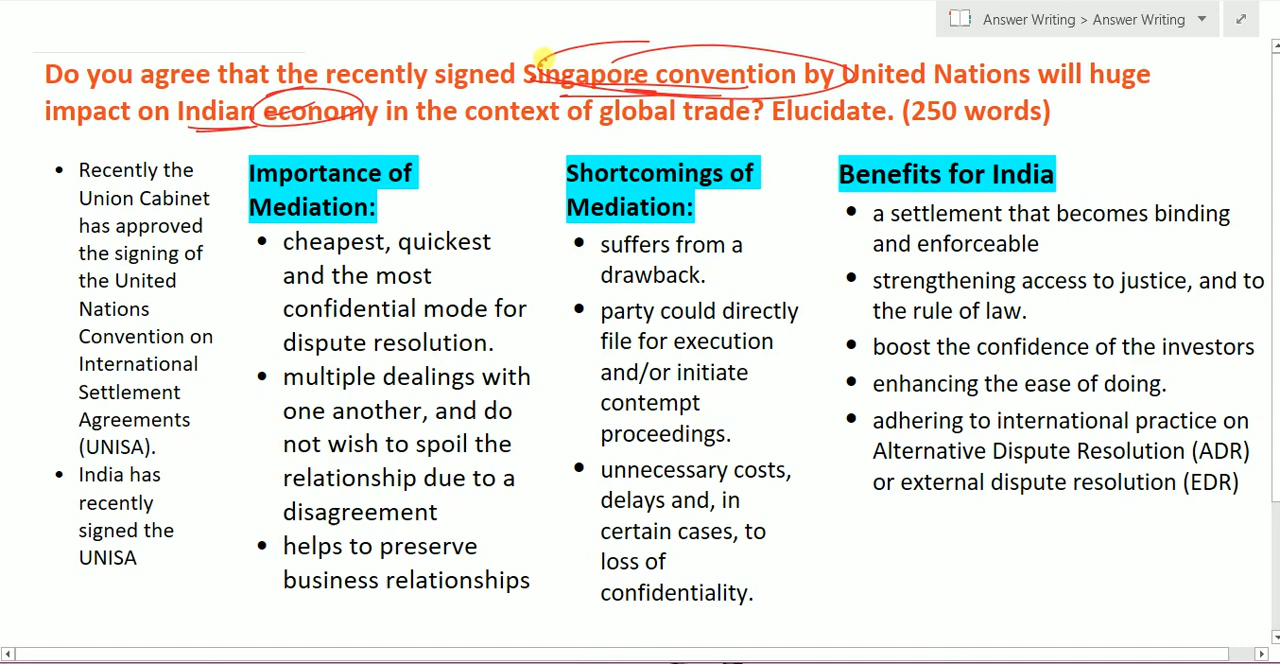 Answer Writing > Answer Writing
Do you agree that the recently signed Singapore convention by United Nations will huge
impact on Indian economy in the context of global trade? Elucidate. (250 words)
• Recently the
Union Cabinet
has approved
the signing of
the United
Nations
Convention on
International
Settlement
Agreements
(UNISA).
• India has
recently
signed the
UNISA
Importance of
Mediation:
• cheapest, quickest
and the most
confidential mode for
dispute resolution.
• multiple dealings with
one another, and do
not wish to spoil the
relationship due to a
disagreement
• helps to preserve
business relationships
Shortcomings of
Mediation:
• suffers from a
drawback.
• party could directly
file for execution
and/or initiate
contempt
proceedings.
• unnecessary costs,
delays and, in
certain cases, to
loss of
confidentiality.
Benefits for India
• a settlement that becomes binding
and enforceable
• strengthening access to justice, and to
the rule of law.
• boost the confidence of the investors
• enhancing the ease of doing.
• adhering to international practice on
Alternative Dispute Resolution (ADR)
or external dispute resolution (EDR)